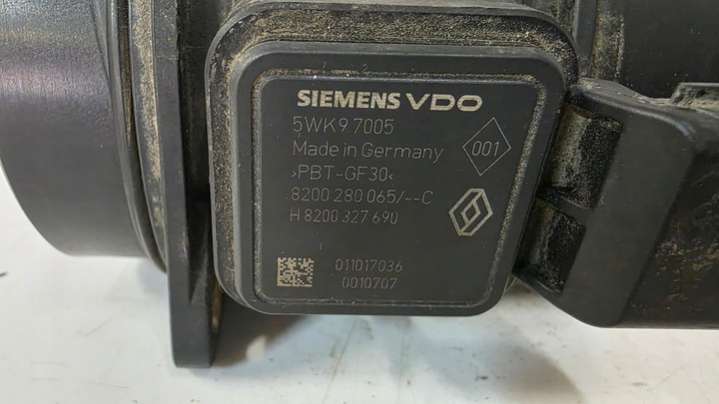 SIEMENS VDO
5WK9 7005
Made in Germany
001
>PBT-GF30<
8200 280 065/--C
H 8200 327 690
011017036
0010707